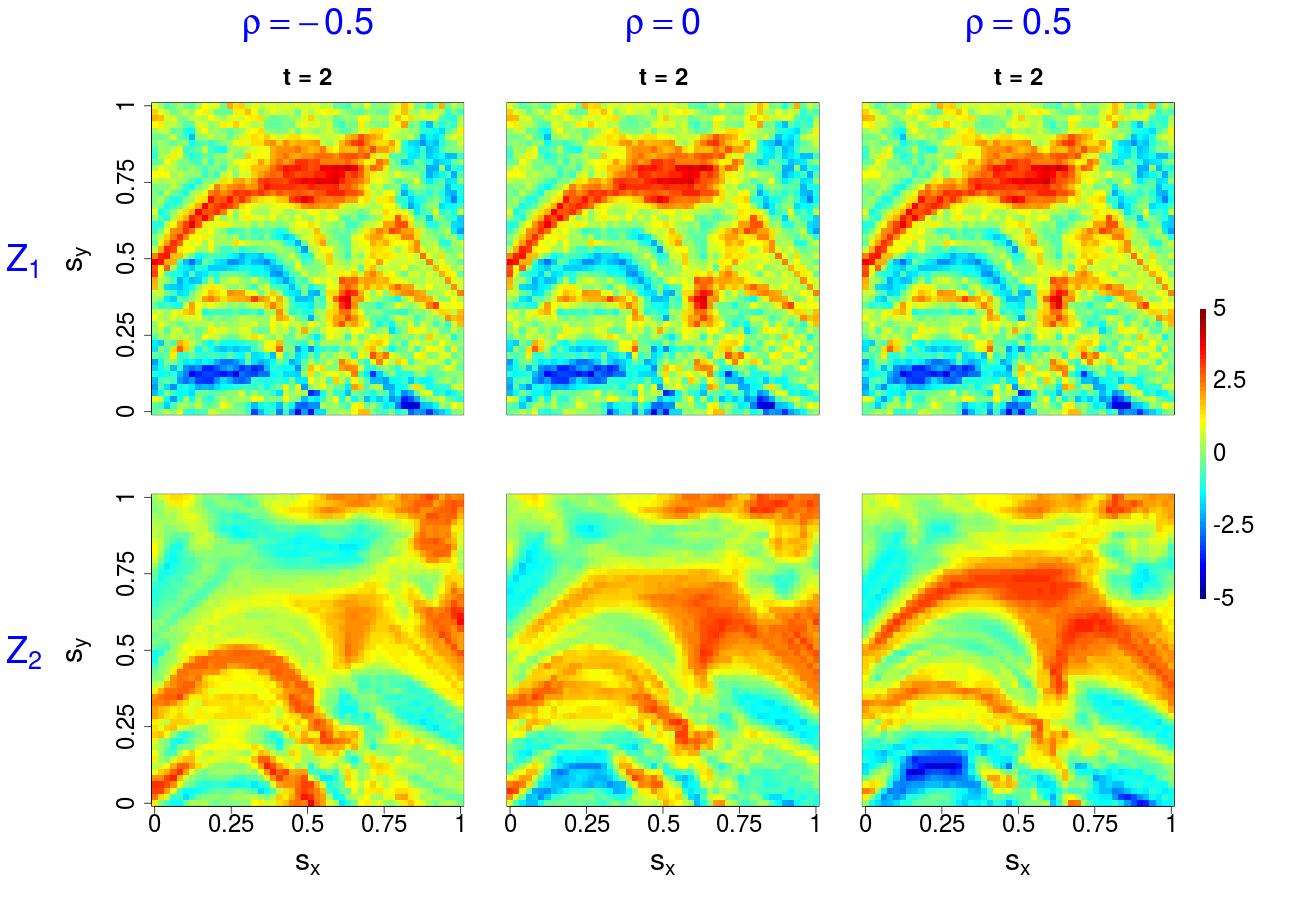 ρ = − 0.5 ρ = 0 ρ = 0.5
t = 2 t = 2 t = 2
Z1 sy 0 0.25 0.5 0.75 1
5
2.5
0
-2.5
-5
Z2 sy 0 0.25 0.5 0.75 1
0 0.25 0.5 0.75 1 0 0.25 0.5 0.75 1 0 0.25 0.5 0.75 1
sx sx sx